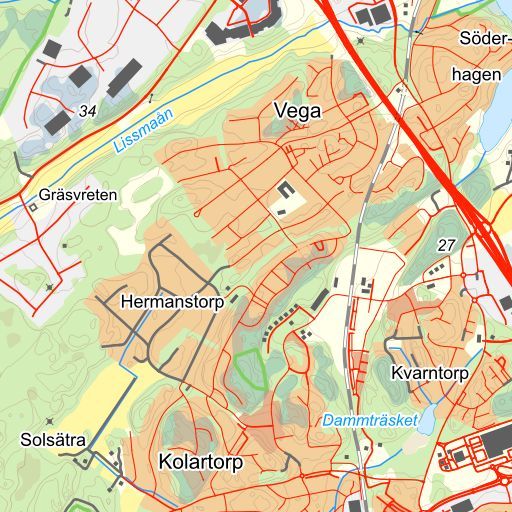 Söder-
hagen
34
Lissmaån
Vega
Gräsvreten
27
Hermanstorp
Kvarntorp
Dammträsket
Solsätra
Kolartorp